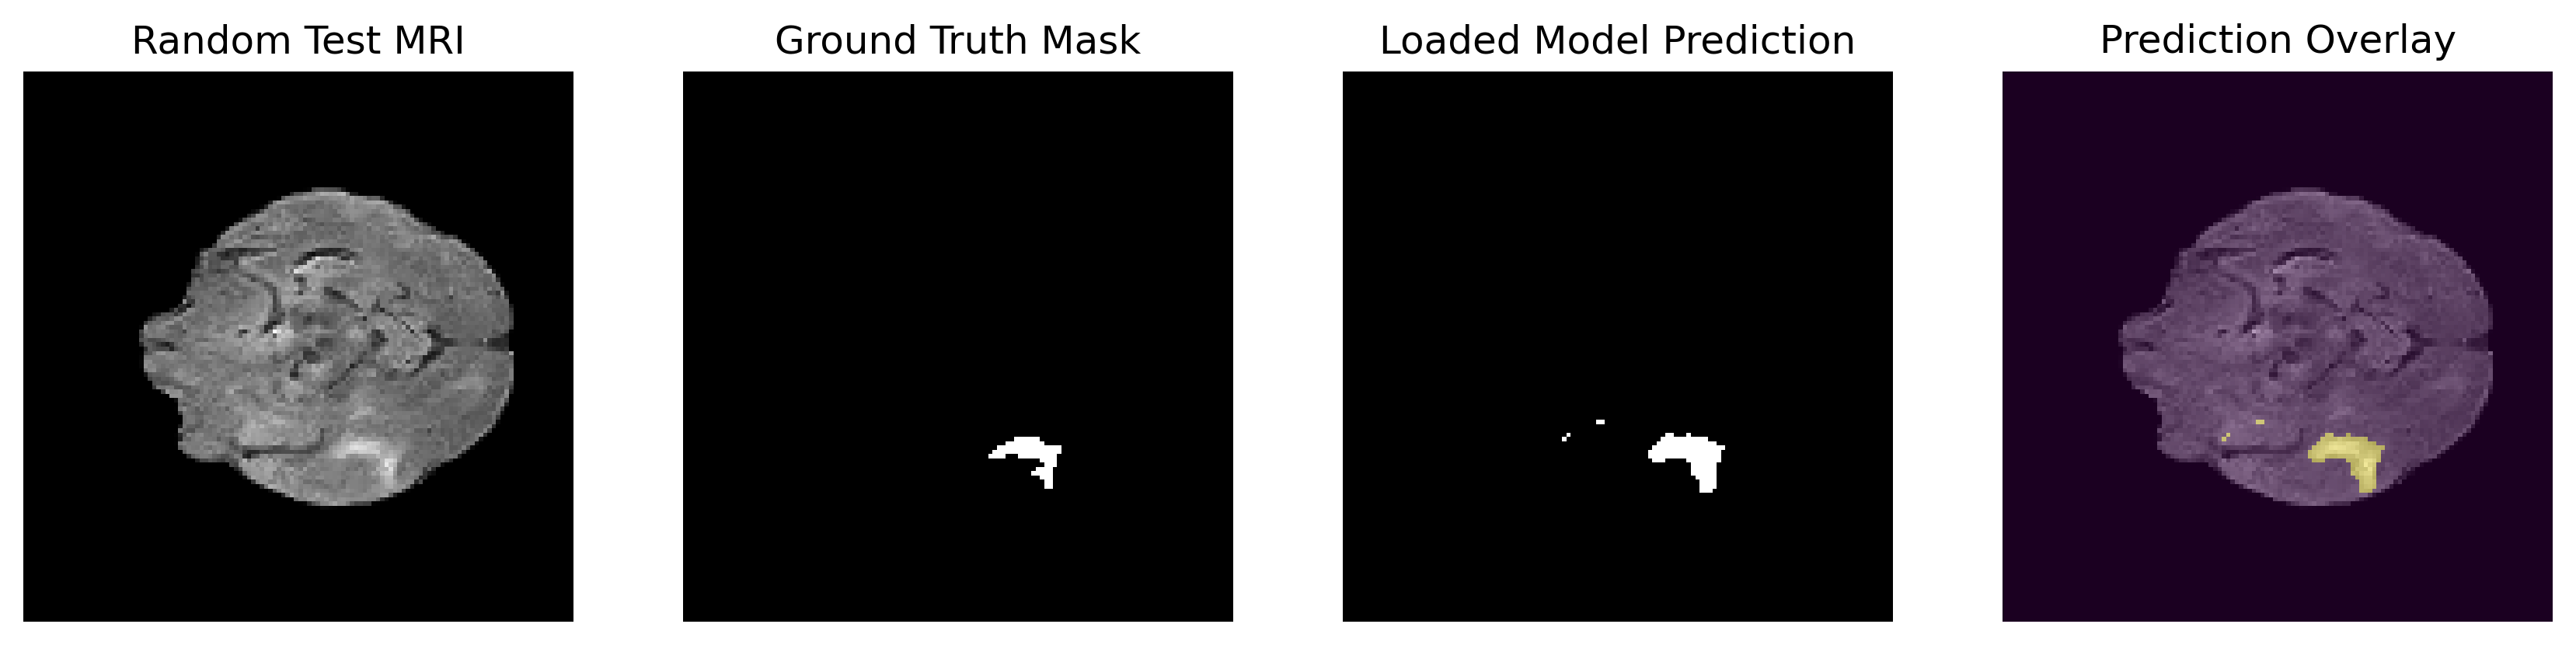 Random Test MRI
Ground Truth Mask
Loaded Model Prediction
Prediction Overlay